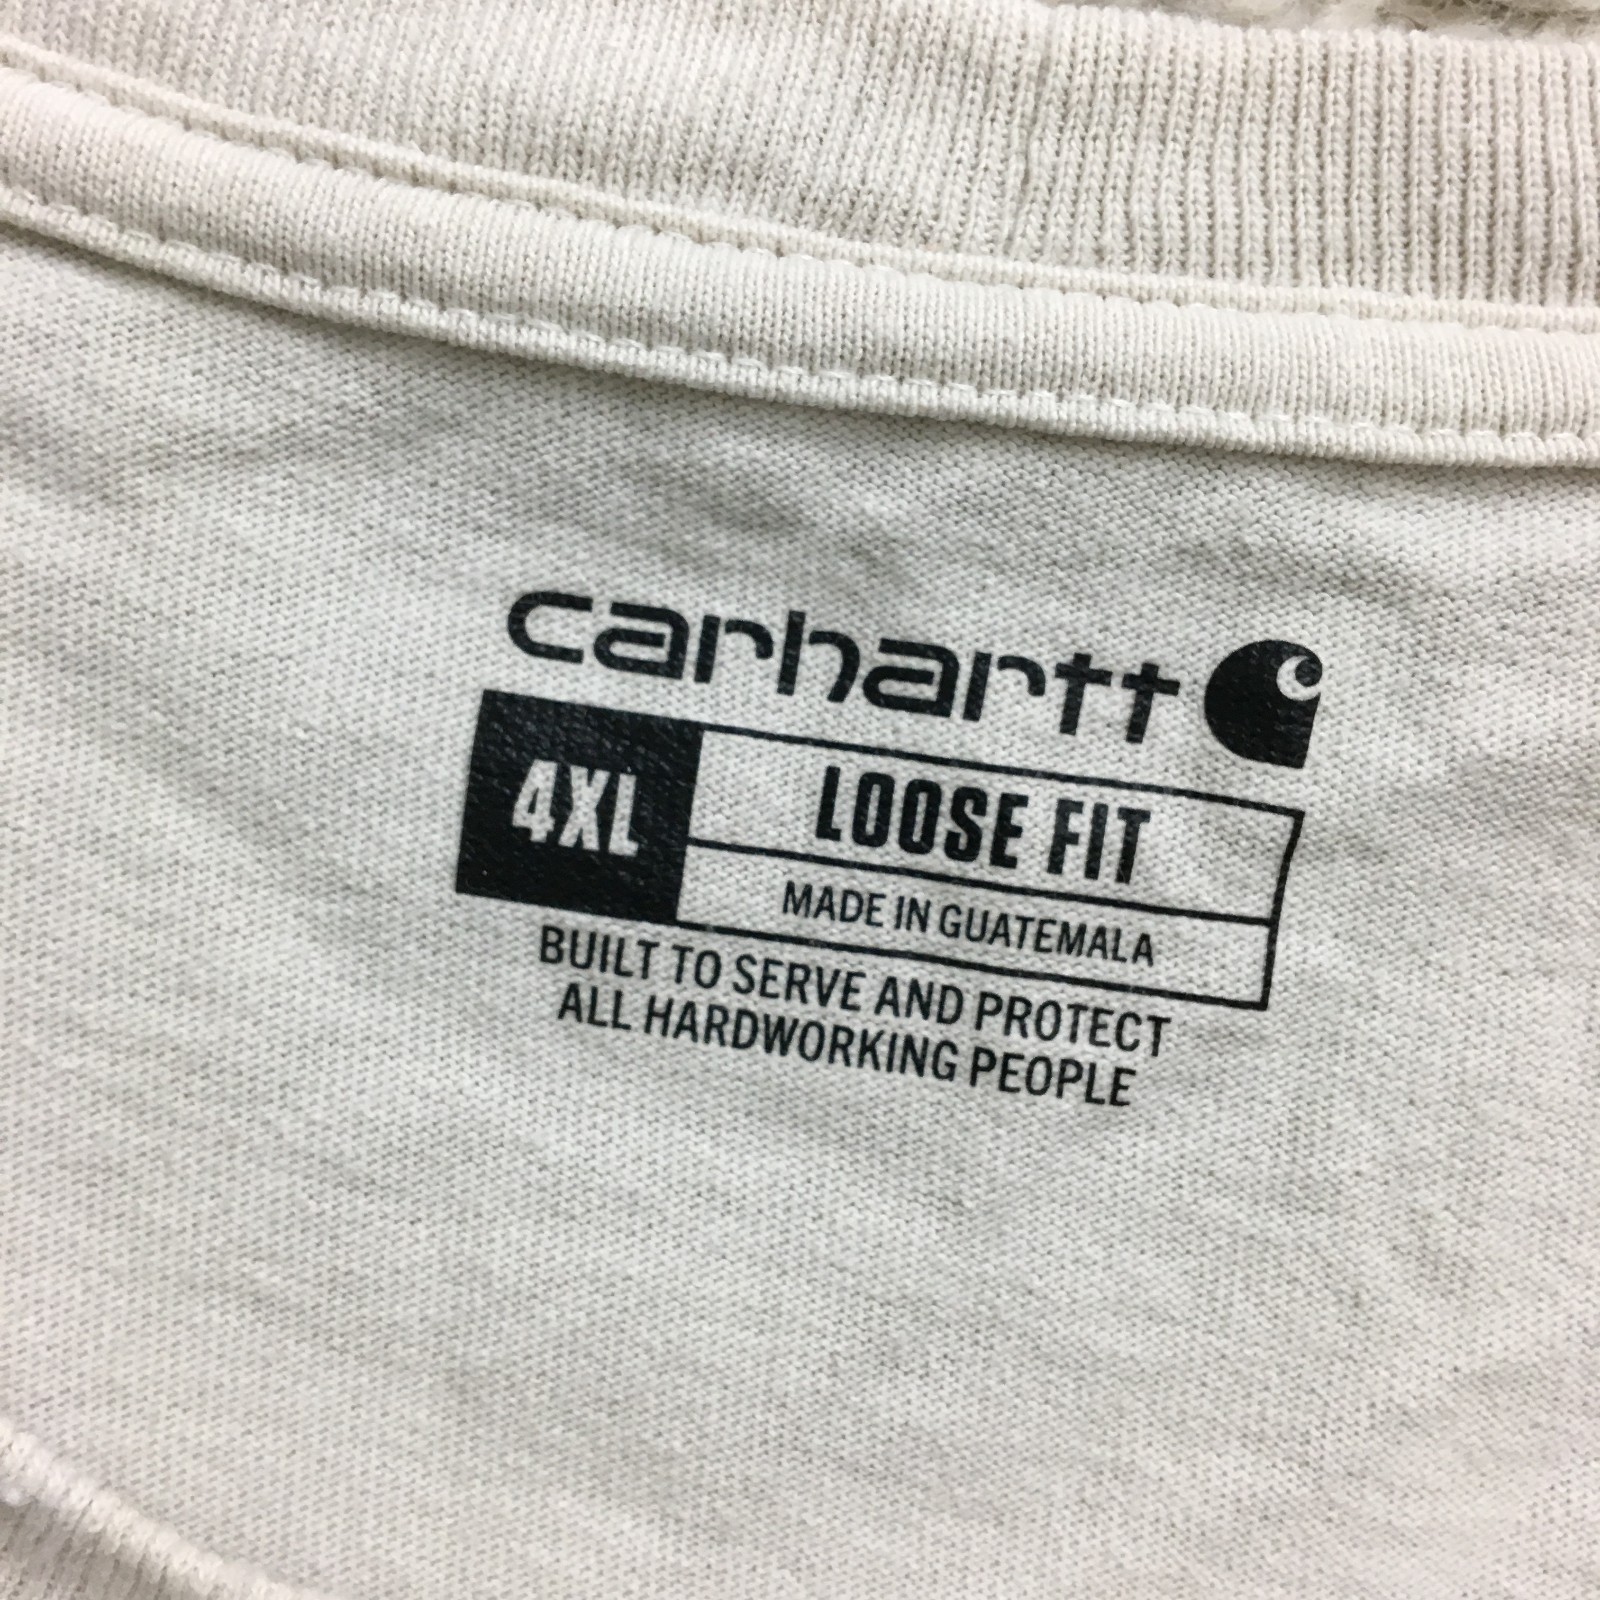 carhartt
4XL
LOOSE FIT
MADE IN GUATEMALA
BUILT TO SERVE AND PROTECT
ALL HARDWORKING PEOPLE